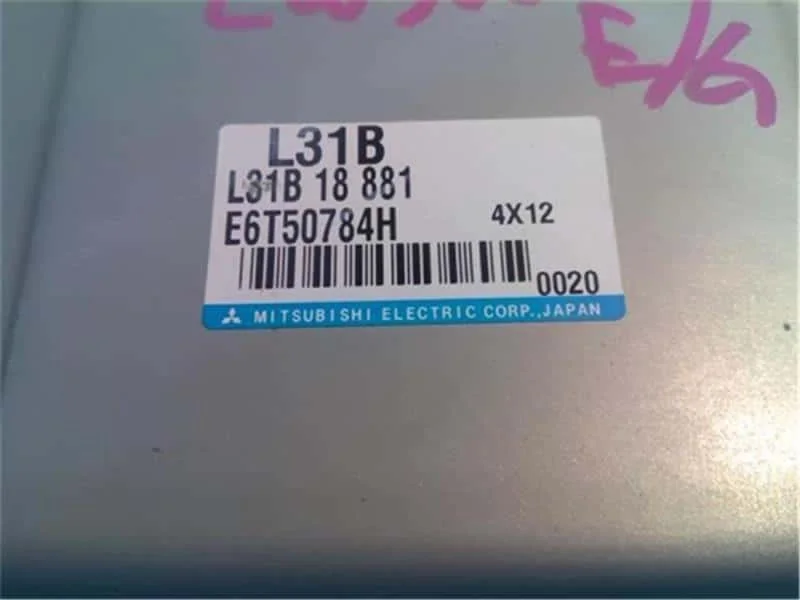 E/G
L31B
L31B 18 881
E6T50784H 4X12
0020
MITSUBISHI ELECTRIC CORP., JAPAN